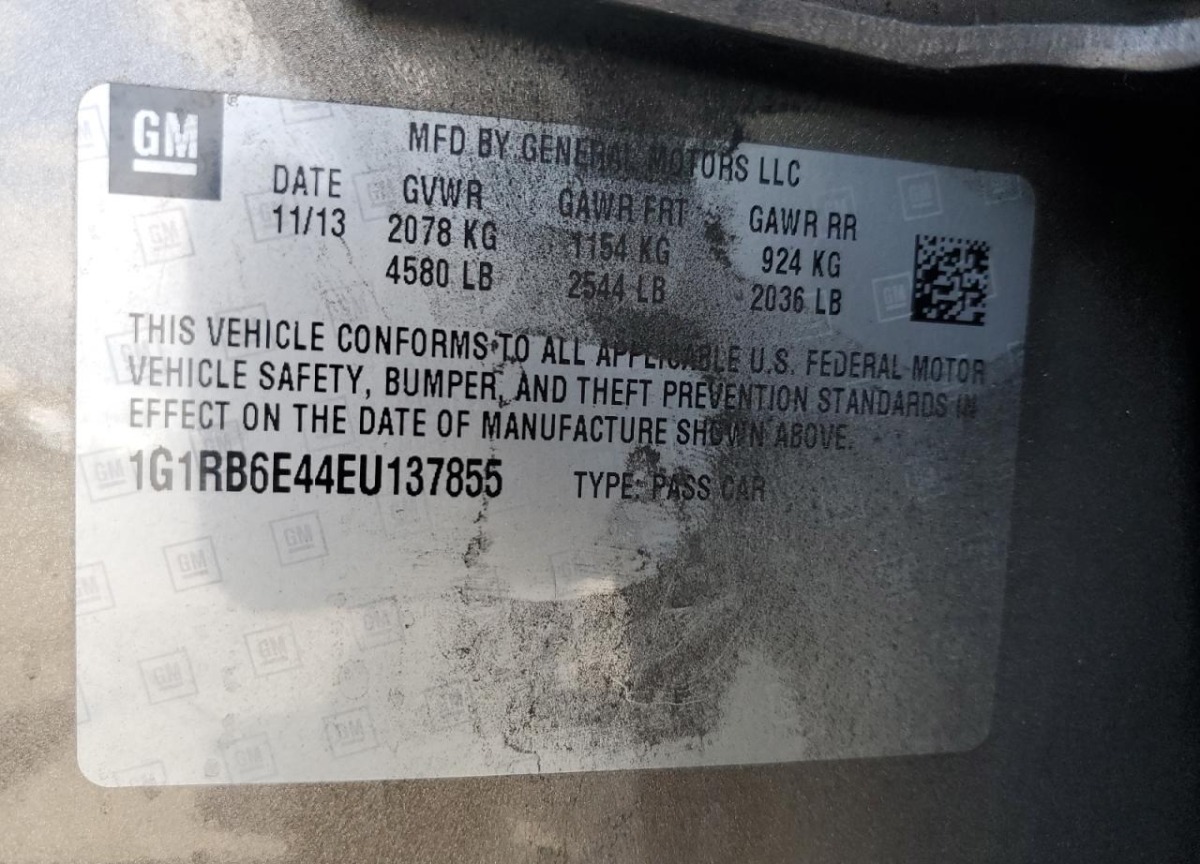 GM
MFD BY GENERAL MOTORS LLC
DATE GVWR GAWR FRT GAWR RR
11/13 2078 KG 1154 KG 924 KG
4580 LB 2544 LB 2036 LB
THIS VEHICLE CONFORMS TO ALL APPLICABLE U.S. FEDERAL MOTOR
VEHICLE SAFETY, BUMPER, AND THEFT PREVENTION STANDARDS IN
EFFECT ON THE DATE OF MANUFACTURE SHOWN ABOVE.
1G1RB6E44EU137855 TYPE: PASS CAR